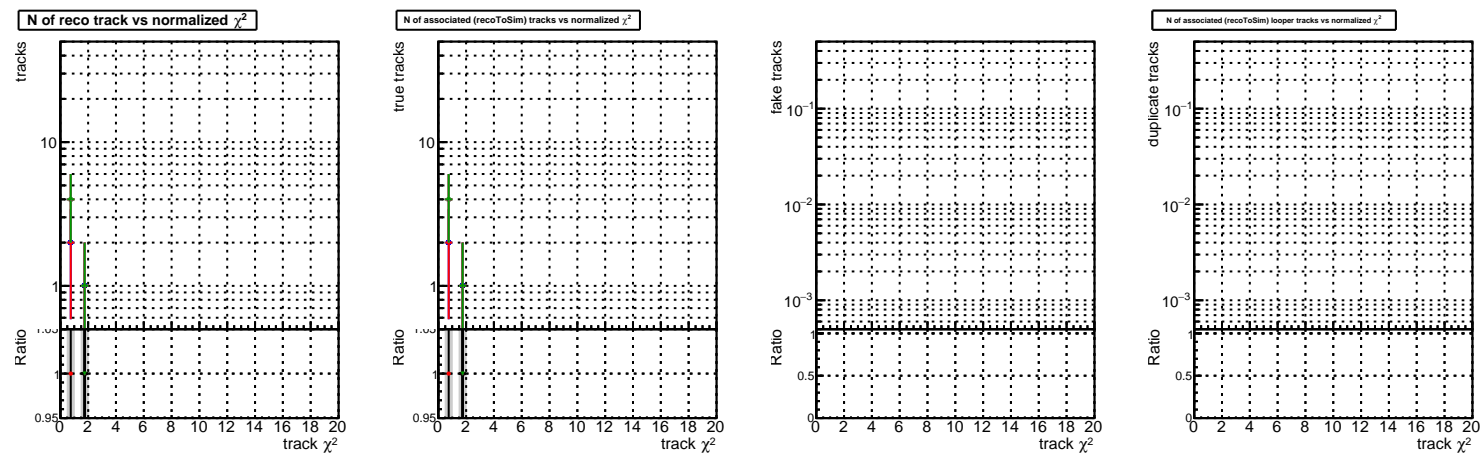 N of reco track vs normalized χ²
tracks
10
1
1.05
Ratio
1
0.95
0 2 4 6 8 10 12 14 16 18 20
track χ²
N of associated (recoToSim) tracks vs normalized χ²
true tracks
10
1
1.05
Ratio
1
0.95
0 2 4 6 8 10 12 14 16 18 20
track χ²
fake tracks
10⁻¹
10⁻²
10⁻³
Ratio
1
0.5
0
0 2 4 6 8 10 12 14 16 18 20
track χ²
N of associated (recoToSim) looper tracks vs normalized χ²
duplicate tracks
10⁻¹
10⁻²
10⁻³
Ratio
1
0.5
0
0 2 4 6 8 10 12 14 16 18 20
track χ²